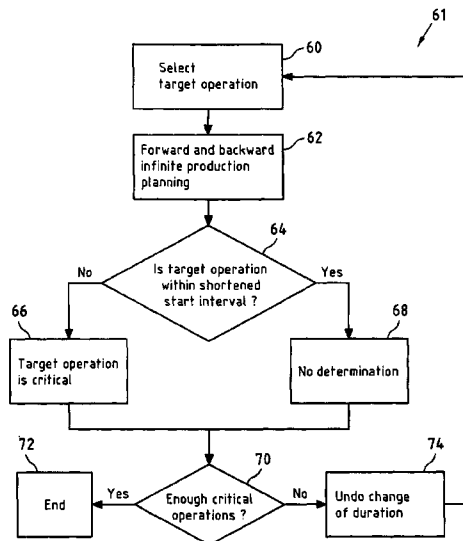 61
60
Select
target operation
62
Forward and backward
infinite production
planning
64
No
Is target operation
within shortened
start interval ?
Yes
66
Target operation
is critical
68
No determination
72
End
Yes
70
Enough critical
operations ?
No
74
Undo change
of duration